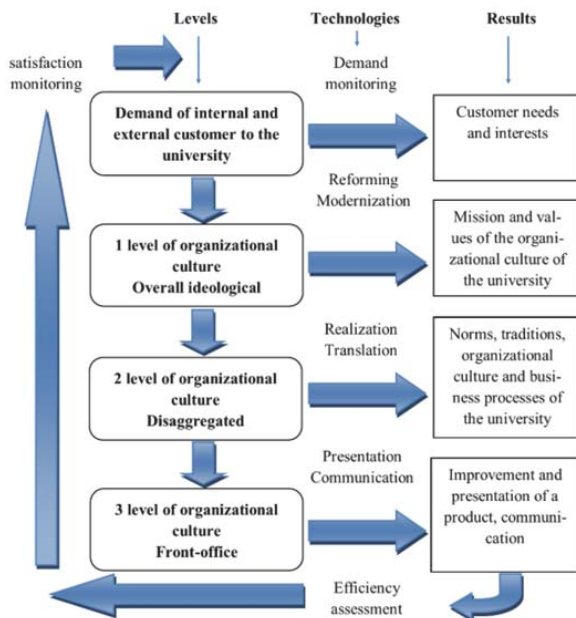 Levels
Technologies
Results
satisfaction
monitoring
Demand
monitoring
Demand of internal and
external customer to the
university
Customer needs
and interests
Reforming
Modernization
1 level of organizational
culture
Overall ideological
Mission and val-
ues of the organi-
zational culture of
the university
Realization
Translation
2 level of organizational
culture
Disaggregated
Norms, traditions,
organizational
culture and busi-
ness processes of
the university
Presentation
Communication
3 level of organizational
culture
Front-office
Improvement and
presentation of a
product, communi-
cation
Efficiency
assessment